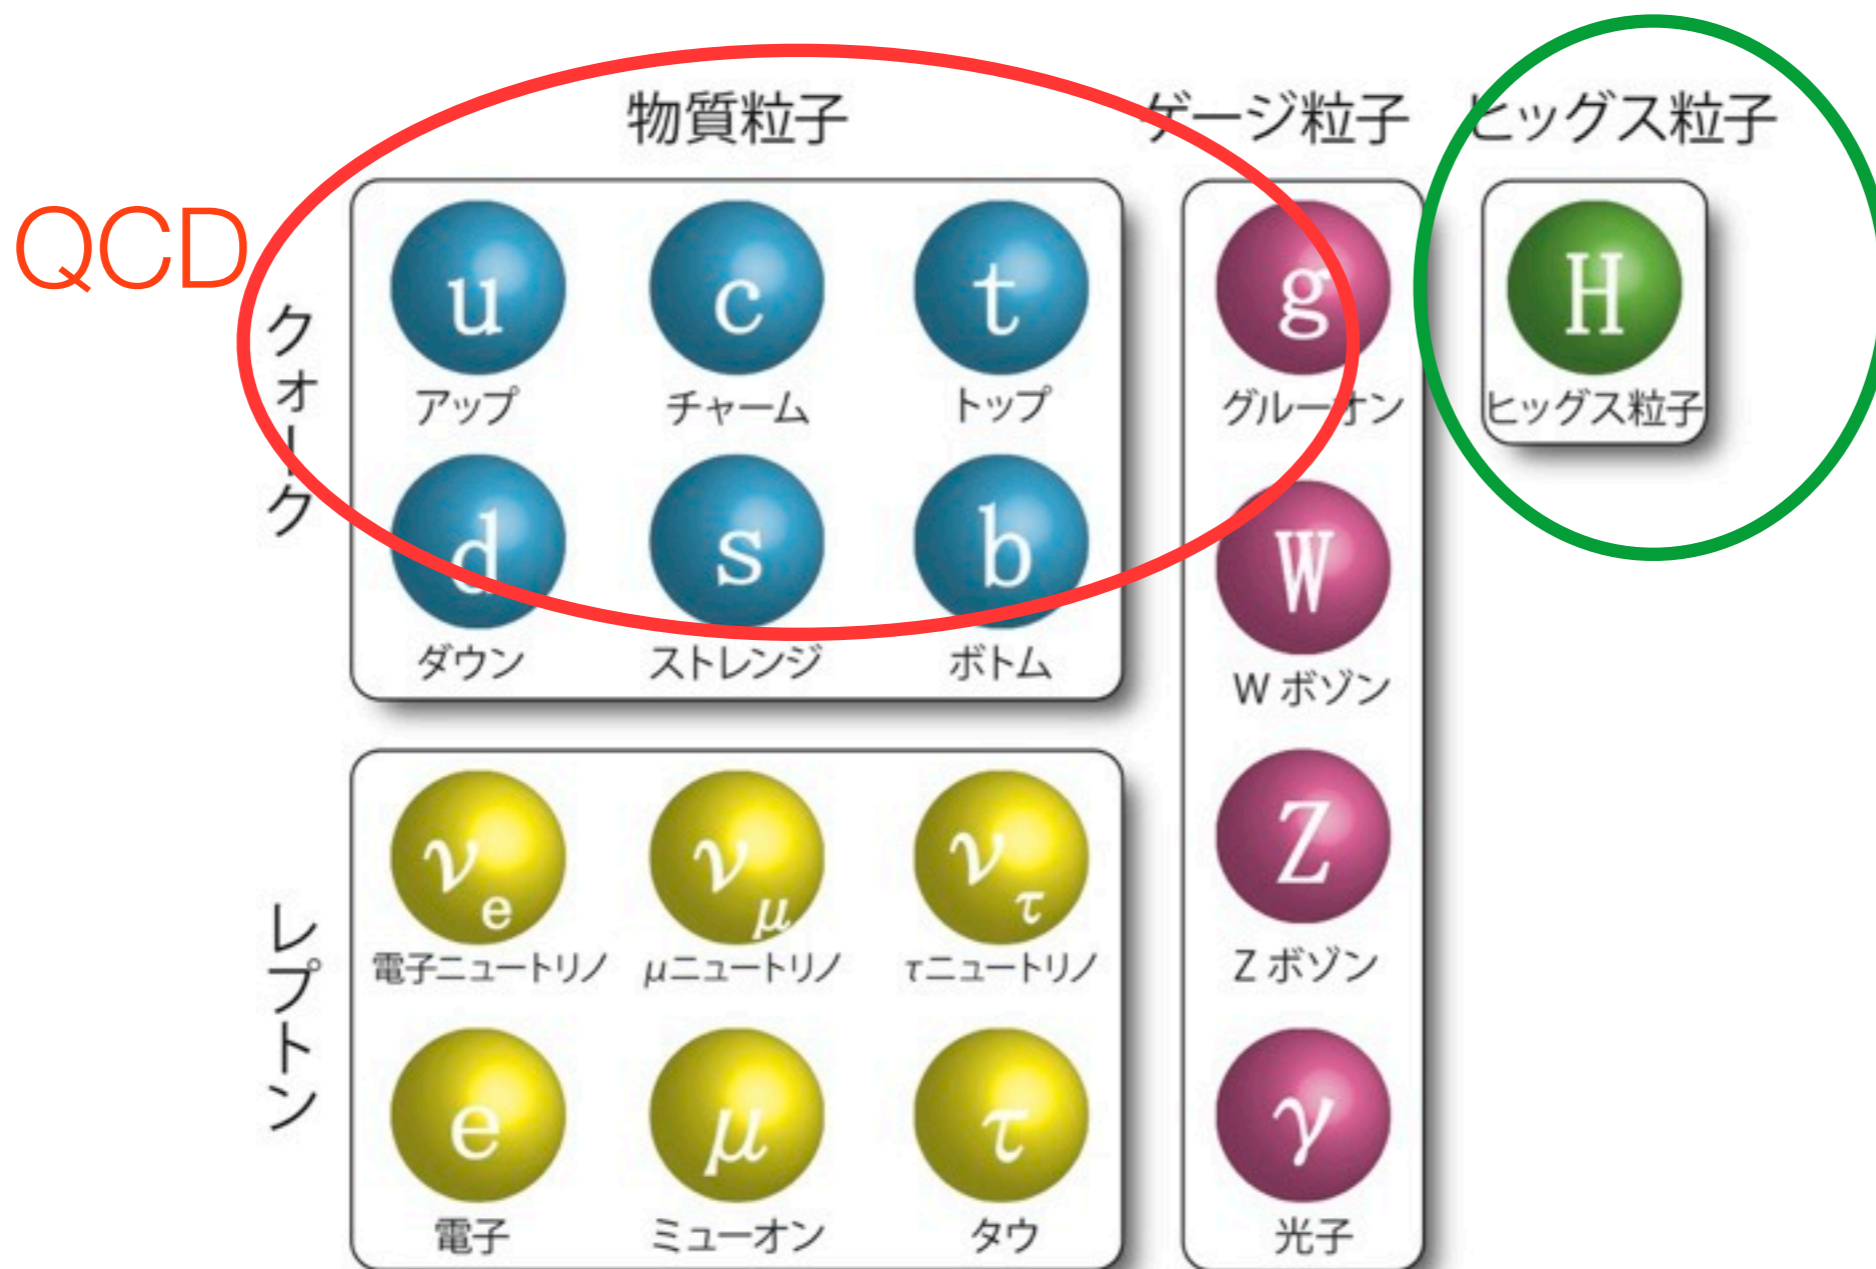 物質粒子 ゲージ粒子 ヒッグス粒子
QCD
クォーク
u c t g H
アップ チャーム トップ グルーオン ヒッグス粒子
d s b W
ダウン ストレンジ ボトム W ボゾン
レプトン
νe νμ ντ Z
電子ニュートリノ μニュートリノ τニュートリノ Z ボゾン
e μ τ γ
電子 ミューオン タウ 光子